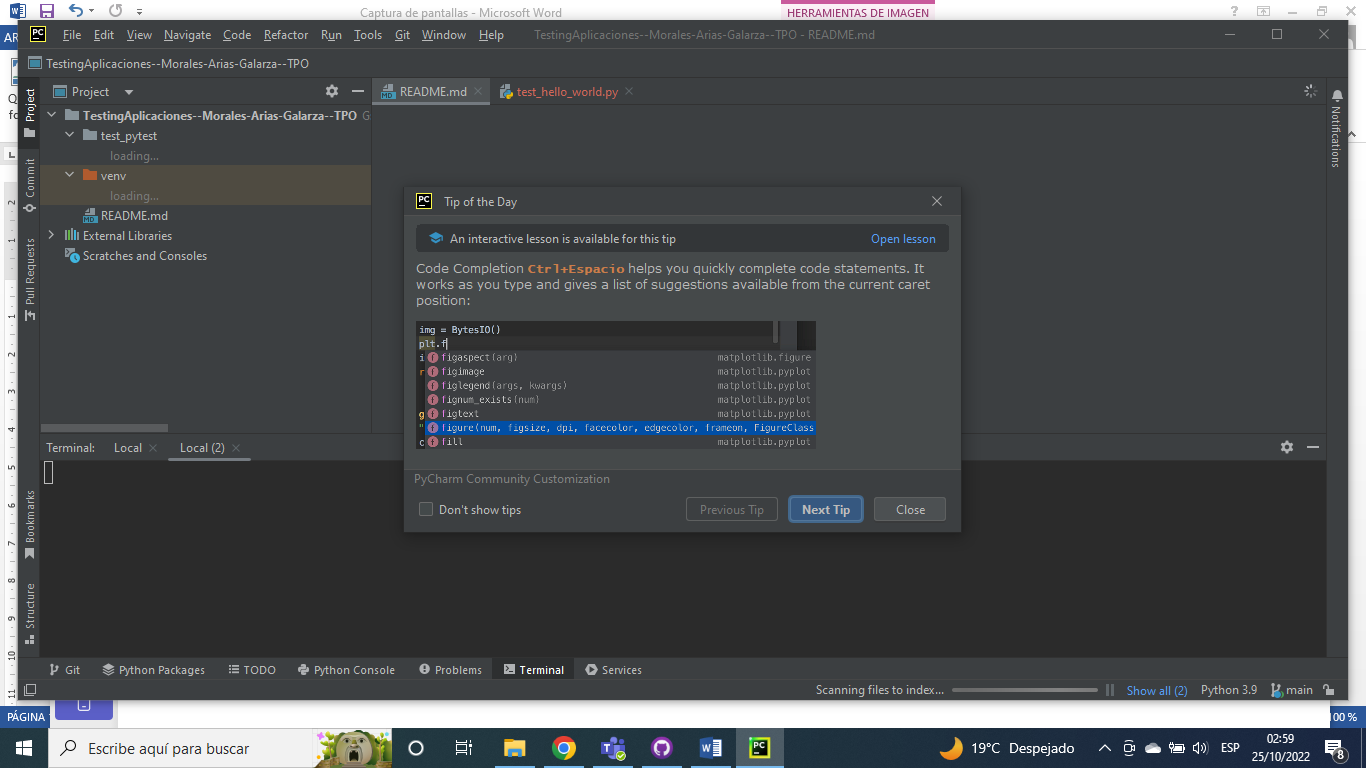 Captura de pantallas - Microsoft Word
HERRAMIENTAS DE IMAGEN
File Edit View Navigate Code Refactor Run Tools Git Window Help
TestingAplicaciones--Morales-Arias-Galarza--TPO - README.md
TestingAplicaciones--Morales-Arias-Galarza--TPO
Project
README.md
test_hello_world.py
Project
Commit
Pull Requests
Bookmarks
Structure
Notifications
TestingAplicaciones--Morales-Arias-Galarza--TPO G
test_pytest
loading...
venv
loading...
README.md
External Libraries
Scratches and Consoles
Tip of the Day
An interactive lesson is available for this tip
Open lesson
Code Completion Ctrl+Espacio helps you quickly complete code statements. It
works as you type and gives a list of suggestions available from the current caret
position:
img = BytesIO()
plt.f
figaspect(arg) matplotlib.figure
figimage matplotlib.pyplot
figlegend(args, kwargs) matplotlib.pyplot
fignum_exists(num) matplotlib.pyplot
figtext matplotlib.pyplot
figure(num, figsize, dpi, facecolor, edgecolor, frameon, FigureClass
fill matplotlib.pyplot
PyCharm Community Customization
Don't show tips
Previous Tip
Next Tip
Close
Terminal: Local Local (2)
Git Python Packages TODO Python Console Problems Terminal Services
Scanning files to index... Show all (2) Python 3.9 main
PÁGINA
100 %
Escribe aquí para buscar
19°C Despejado
ESP
02:59
25/10/2022
8